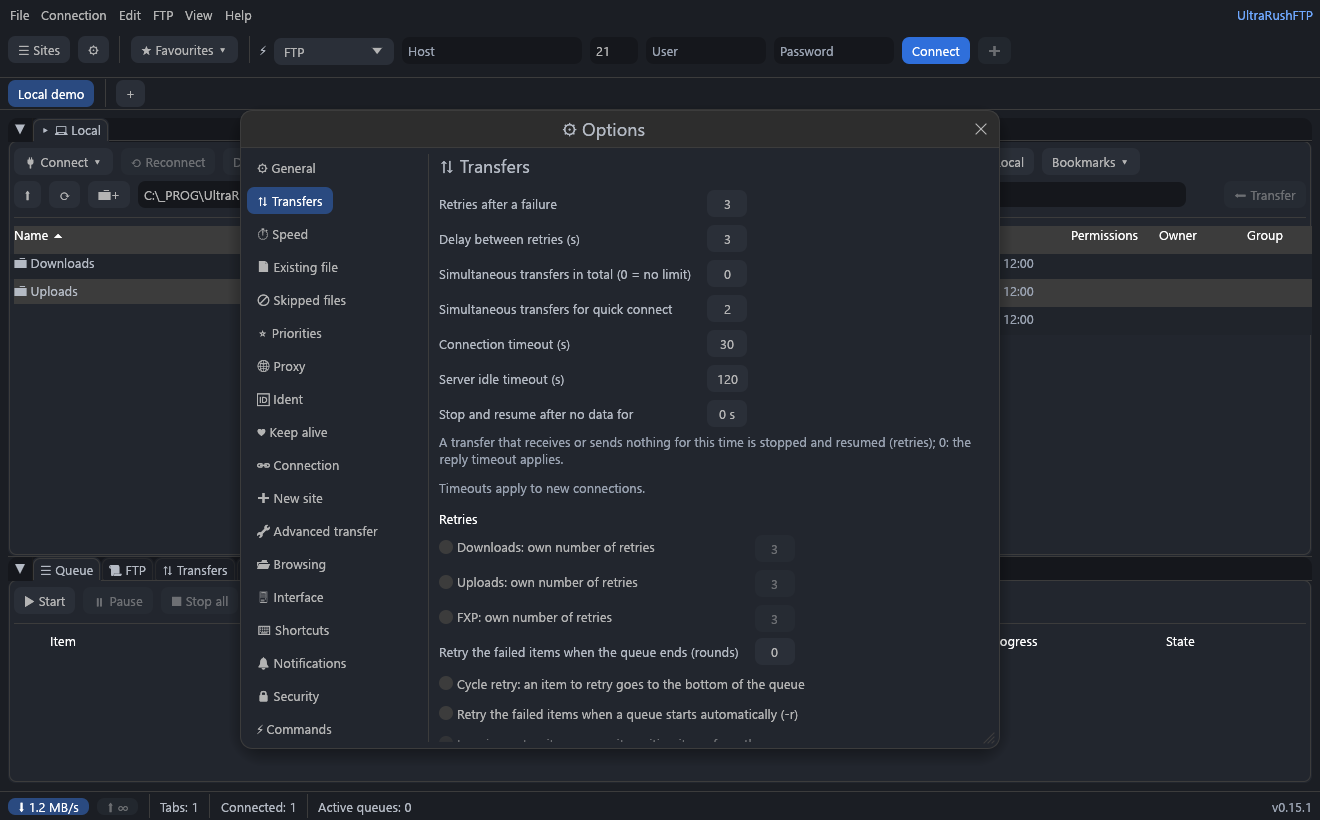 File Connection Edit FTP View Help UltraRushFTP
Sites Favourites FTP Host 21 User Password Connect +
Local demo +
Local
Connect Reconnect D ocal Bookmarks
C:\_PROG\UltraR Transfer
Name Permissions Owner Group
Downloads 12:00
Uploads 12:00
12:00
Options
General
Transfers
Speed
Existing file
Skipped files
Priorities
Proxy
Ident
Keep alive
Connection
New site
Advanced transfer
Browsing
Interface
Shortcuts
Notifications
Security
Commands
Transfers
Retries after a failure 3
Delay between retries (s) 3
Simultaneous transfers in total (0 = no limit) 0
Simultaneous transfers for quick connect 2
Connection timeout (s) 30
Server idle timeout (s) 120
Stop and resume after no data for 0 s
A transfer that receives or sends nothing for this time is stopped and resumed (retries); 0: the
reply timeout applies.
Timeouts apply to new connections.
Retries
Downloads: own number of retries 3
Uploads: own number of retries 3
FXP: own number of retries 3
Retry the failed items when the queue ends (rounds) 0
Cycle retry: an item to retry goes to the bottom of the queue
Retry the failed items when a queue starts automatically (-r)
Queue FTP Transfers
Start Pause Stop all
Item ogress State
1.2 MB/s ∞ Tabs: 1 Connected: 1 Active queues: 0 v0.15.1